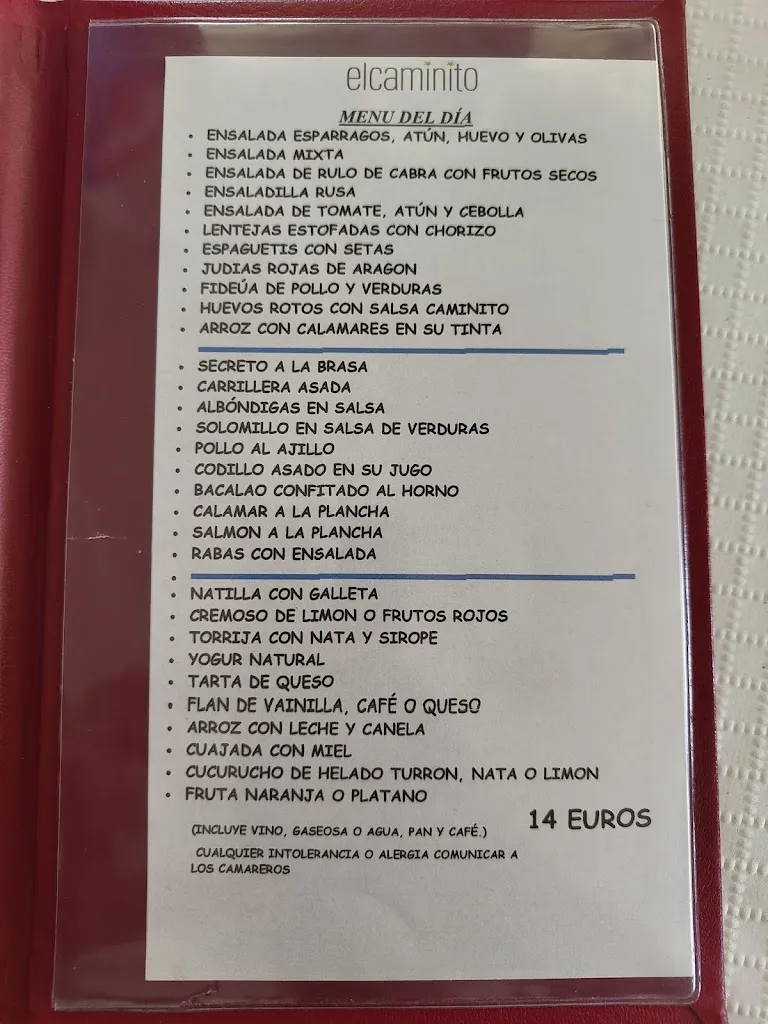 elcaminito
MENU DEL DÍA
• ENSALADA ESPARRAGOS, ATÚN, HUEVO Y OLIVAS
• ENSALADA MIXTA
• ENSALADA DE RULO DE CABRA CON FRUTOS SECOS
• ENSALADILLA RUSA
• ENSALADA DE TOMATE, ATÚN Y CEBOLLA
• LENTEJAS ESTOFADAS CON CHORIZO
• ESPAGUETIS CON SETAS
• JUDIAS ROJAS DE ARAGON
• FIDEÚA DE POLLO Y VERDURAS
• HUEVOS ROTOS CON SALSA CAMINITO
• ARROZ CON CALAMARES EN SU TINTA
• SECRETO A LA BRASA
• CARRILLERA ASADA
• ALBÓNDIGAS EN SALSA
• SOLOMILLO EN SALSA DE VERDURAS
• POLLO AL AJILLO
• CODILLO ASADO EN SU JUGO
• BACALAO CONFITADO AL HORNO
• CALAMAR A LA PLANCHA
• SALMON A LA PLANCHA
• RABAS CON ENSALADA
•
• NATILLA CON GALLETA
• CREMOSO DE LIMON O FRUTOS ROJOS
• TORRIJA CON NATA Y SIROPE
• YOGUR NATURAL
• TARTA DE QUESO
• FLAN DE VAINILLA, CAFÉ O QUESO
• ARROZ CON LECHE Y CANELA
• CUAJADA CON MIEL
• CUCURUCHO DE HELADO TURRON, NATA O LIMON
• FRUTA NARANJA O PLATANO
14 EUROS
(INCLUYE VINO, GASEOSA O AGUA, PAN Y CAFÉ.)
CUALQUIER INTOLERANCIA O ALERGIA COMUNICAR A
LOS CAMAREROS